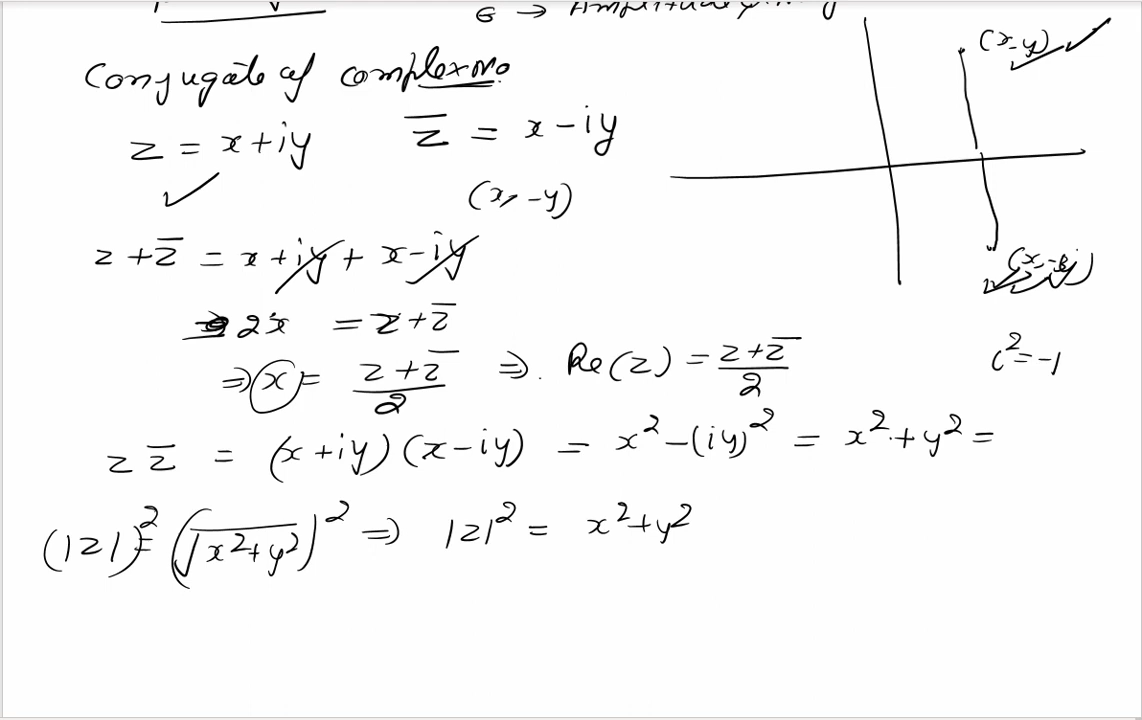 Conjugate of complex no.
(x, y)
z = x+iy z̅ = x-iy
(x, -y)
(x, -y)
z + z̅ = x + iy + x - iy
⇒ 2x = z + z̅
⇒ x = (z + z̅)/2 ⇒ Re(z) = (z + z̅)/2
i² = -1
z z̅ = (x + iy)(x - iy) = x² - (iy)² = x² + y² =
(|z|)² = (√(x² + y²))² ⇒ |z|² = x² + y²